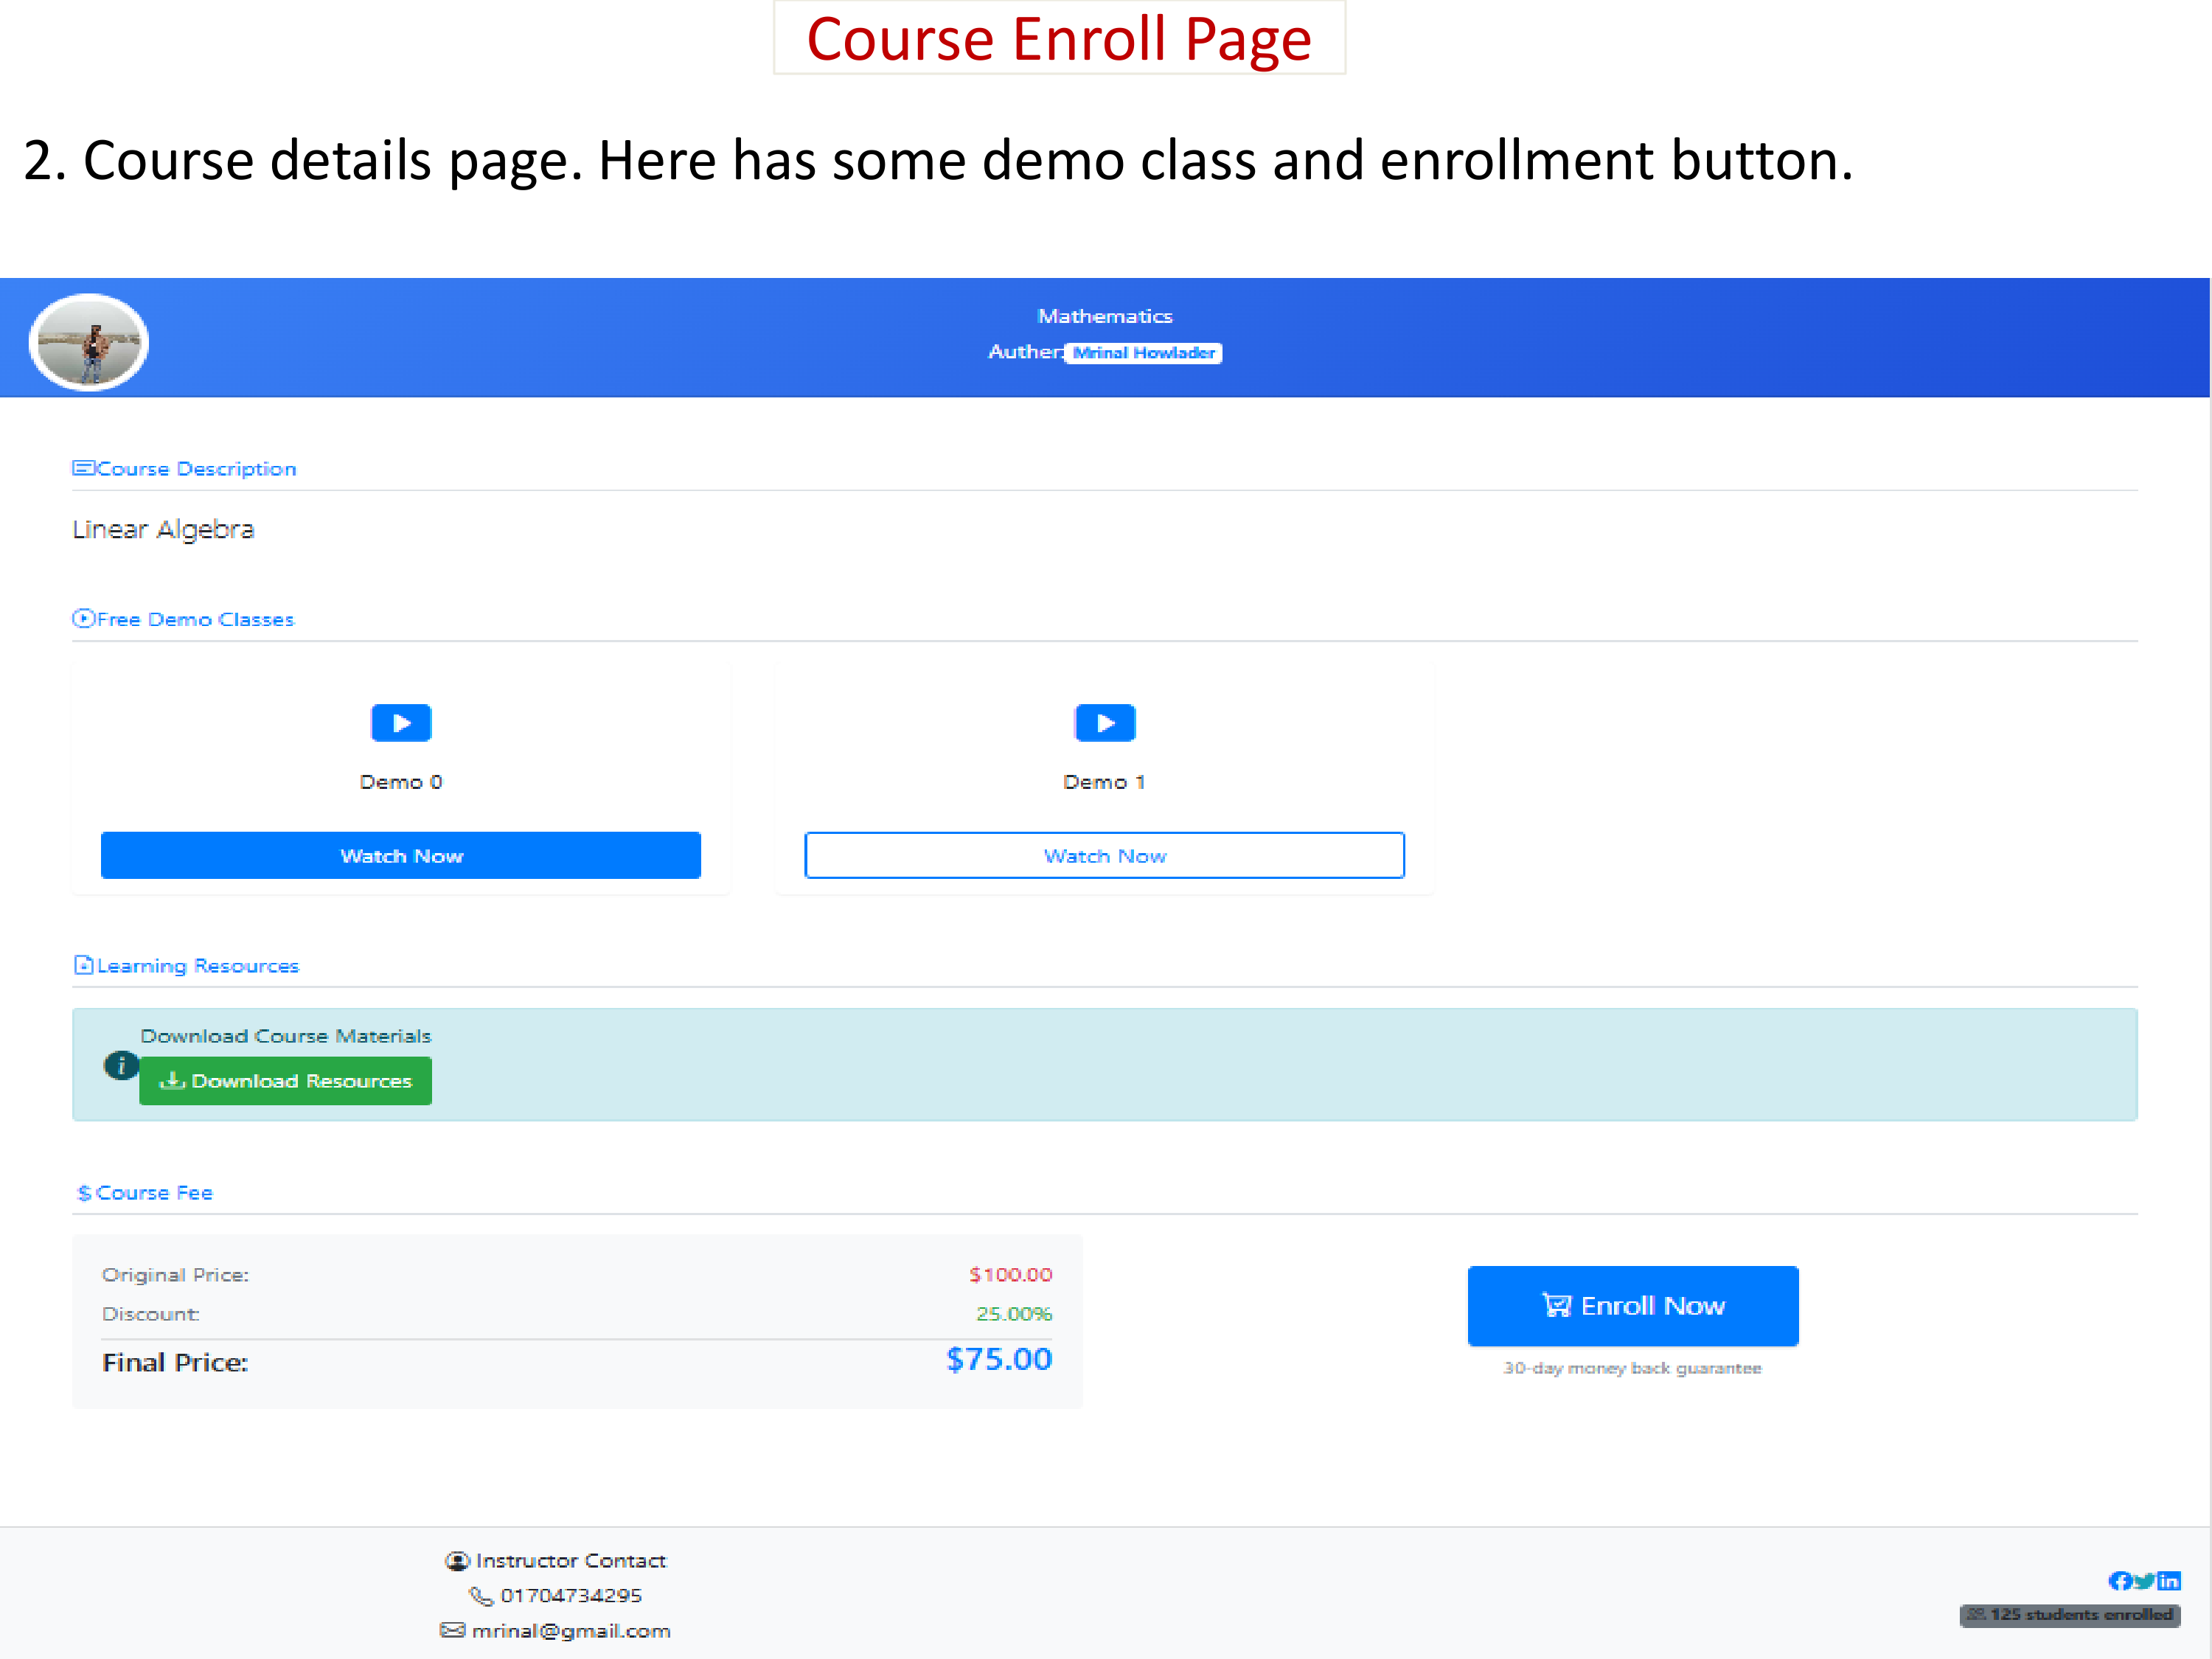 Course Enroll Page
2. Course details page. Here has some demo class and enrollment button.
Mathematics
Auther: Mrinal Howlader
Course Description
Linear Algebra
Free Demo Classes
Demo 0
Demo 1
Watch Now
Watch Now
Learning Resources
Download Course Materials
Download Resources
$ Course Fee
Original Price: $100.00
Discount: 25.00%
Final Price: $75.00
Enroll Now
30-day money back guarantee
Instructor Contact
01704734295
mrinal@gmail.com
125 students enrolled